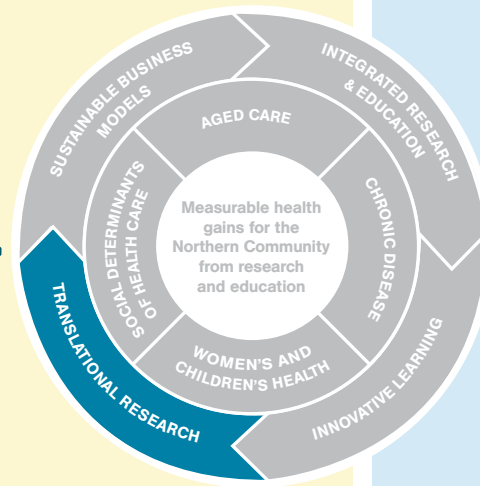 SUSTAINABLE BUSINESS
MODELS
INTEGRATED RESEARCH
& EDUCATION
INNOVATIVE LEARNING
TRANSLATIONAL RESEARCH
AGED CARE
CHRONIC DISEASE
WOMEN'S AND
CHILDREN'S HEALTH
SOCIAL DETERMINANTS
OF HEALTH CARE
Measurable health
gains for the
Northern Community
from research
and education